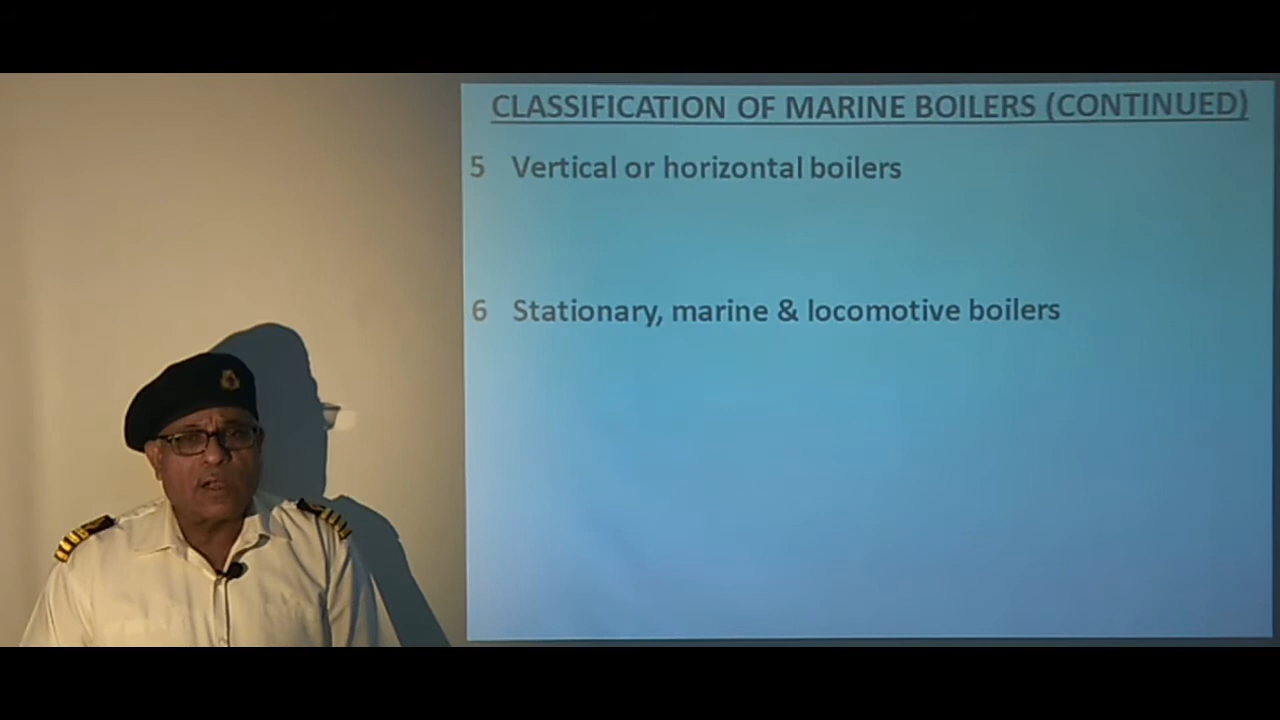 CLASSIFICATION OF MARINE BOILERS (CONTINUED)
5 Vertical or horizontal boilers
6 Stationary, marine & locomotive boilers